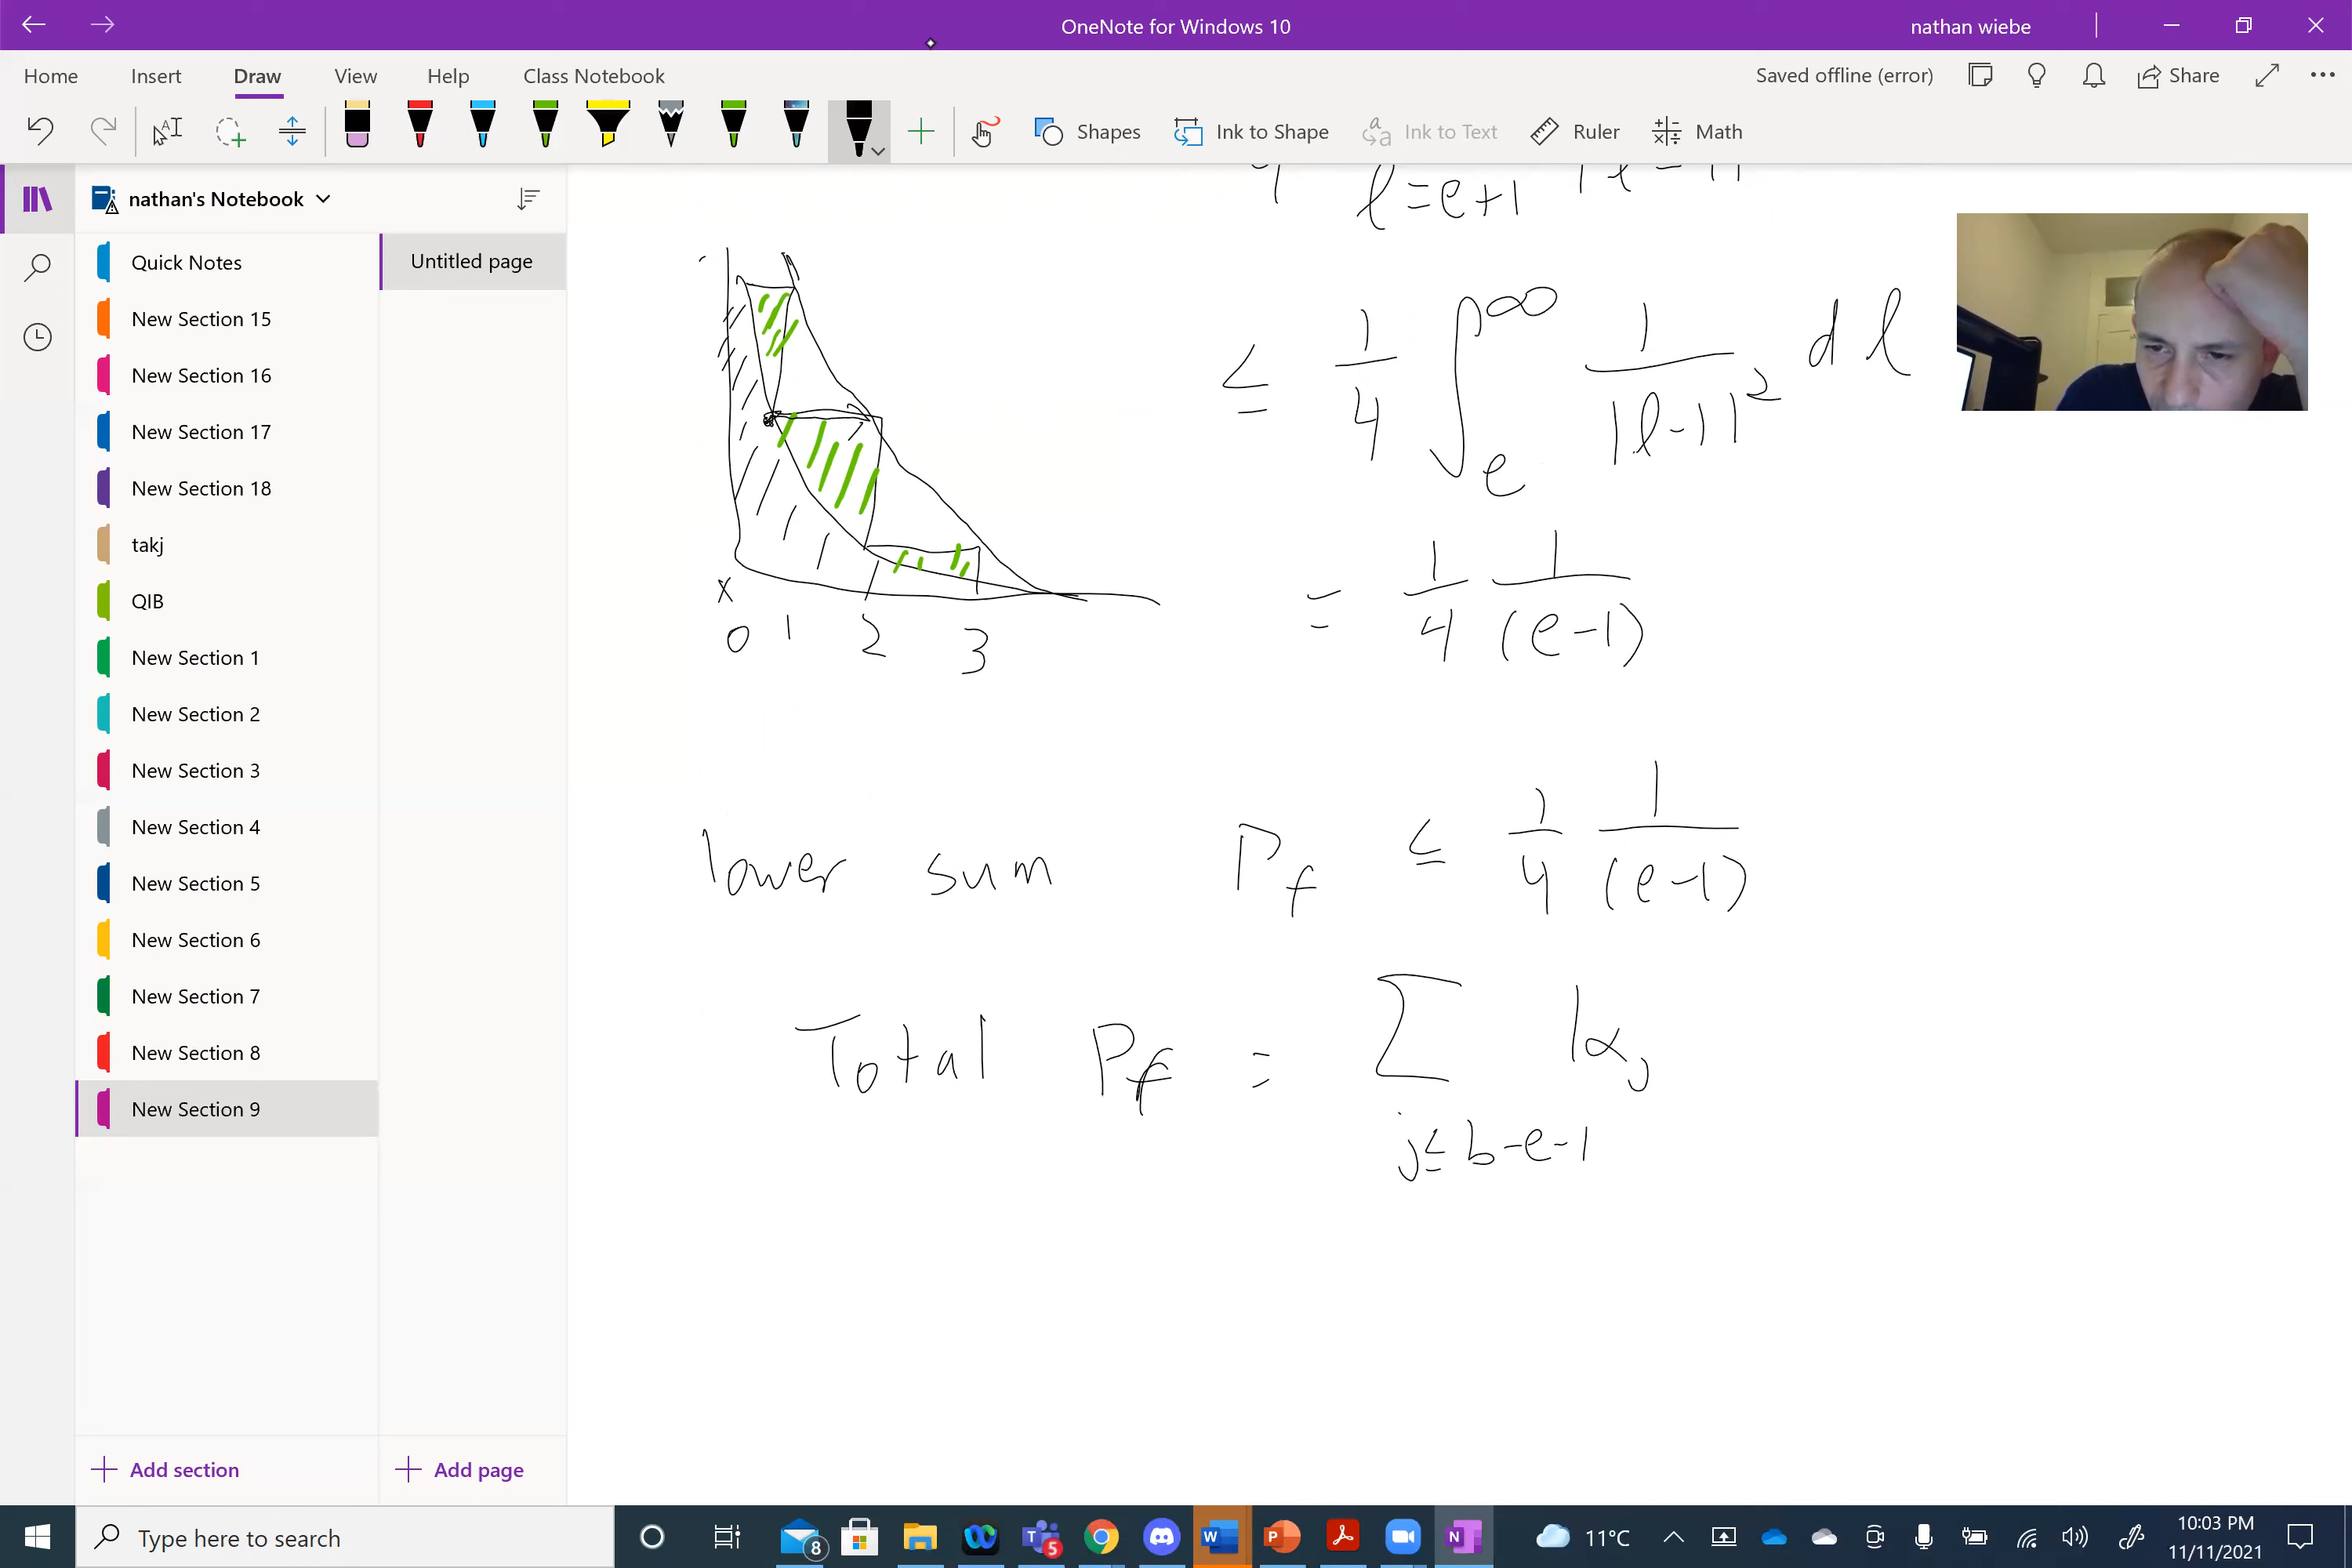 OneNote for Windows 10
nathan wiebe
Home Insert Draw View Help Class Notebook
Saved offline (error) Share
Shapes Ink to Shape Ink to Text Ruler Math
nathan's Notebook
Untitled page
Quick Notes
New Section 15
New Section 16
New Section 17
New Section 18
takj
QIB
New Section 1
New Section 2
New Section 3
New Section 4
New Section 5
New Section 6
New Section 7
New Section 8
New Section 9
Add section
Add page
l = e+1
≤ 1/4 ∫_e^∞ 1/|l-1|² dl
= 1/4 1/(e-1)
x
0 1 2 3
lower sum P_f ≤ 1/4 1/(e-1)
Total P_f = Σ |α_j
j ≤ b-e-1
Type here to search
8
5
11°C
10:03 PM
11/11/2021